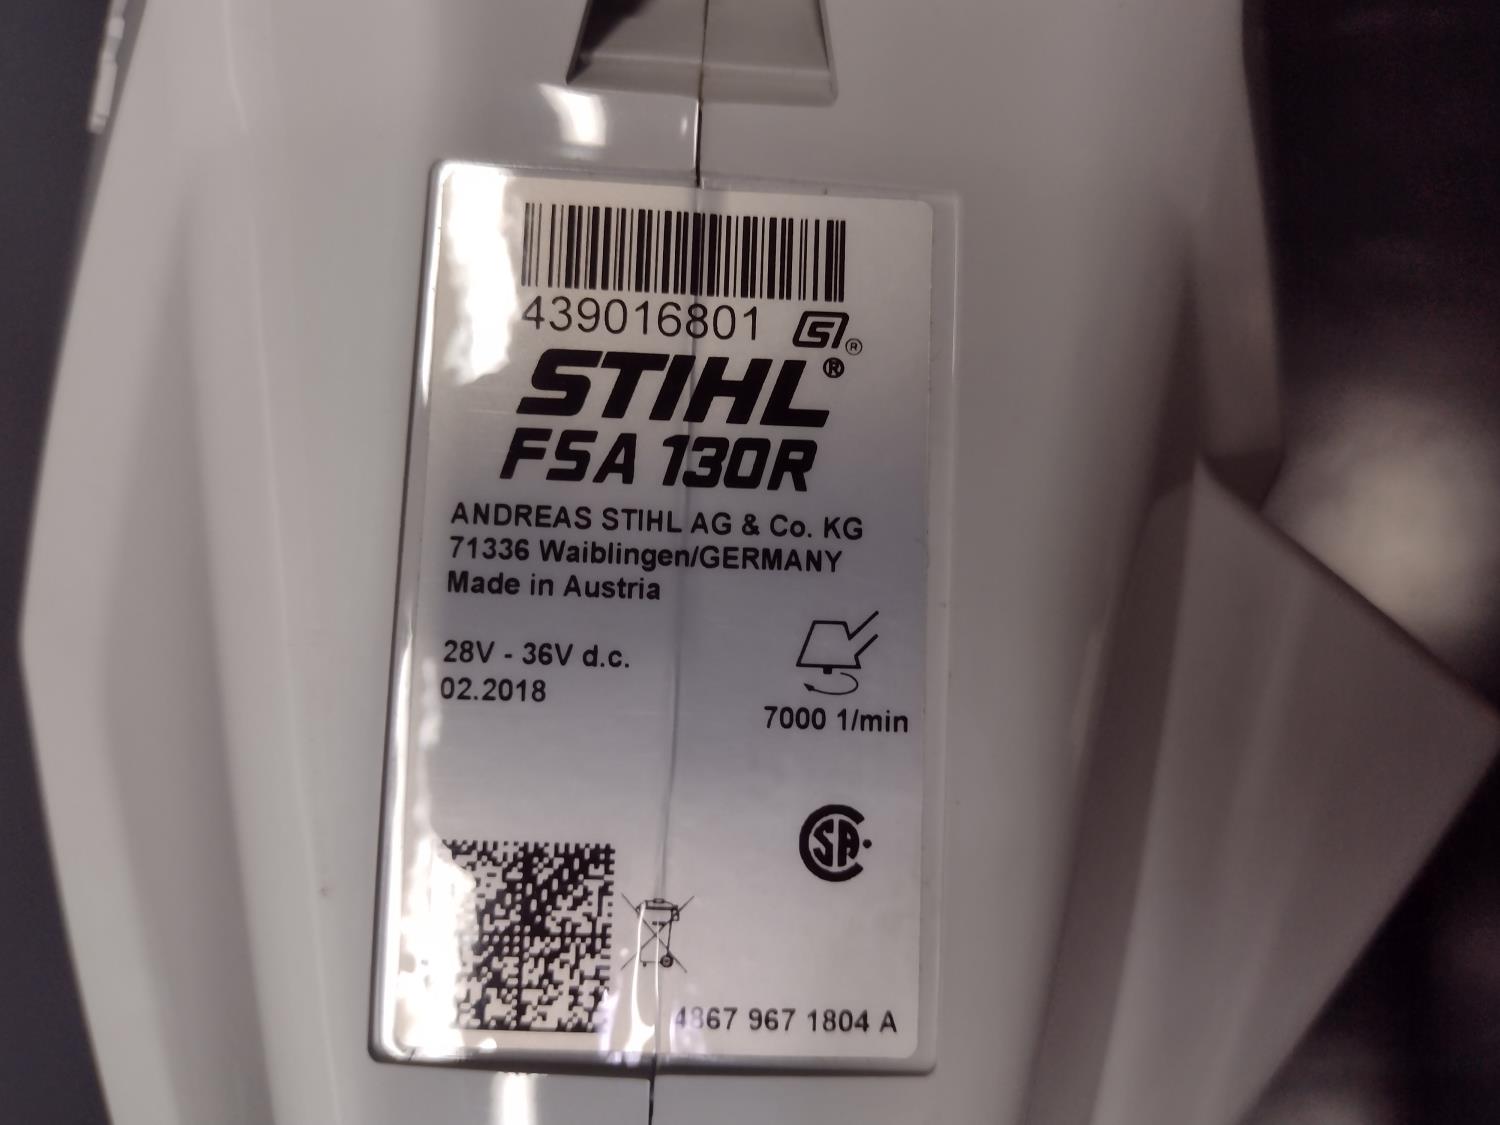 439016801
STIHL®
FSA 130R
ANDREAS STIHL AG & Co. KG
71336 Waiblingen/GERMANY
Made in Austria
28V - 36V d.c.
02.2018
7000 1/min
CSA
4867 967 1804 A